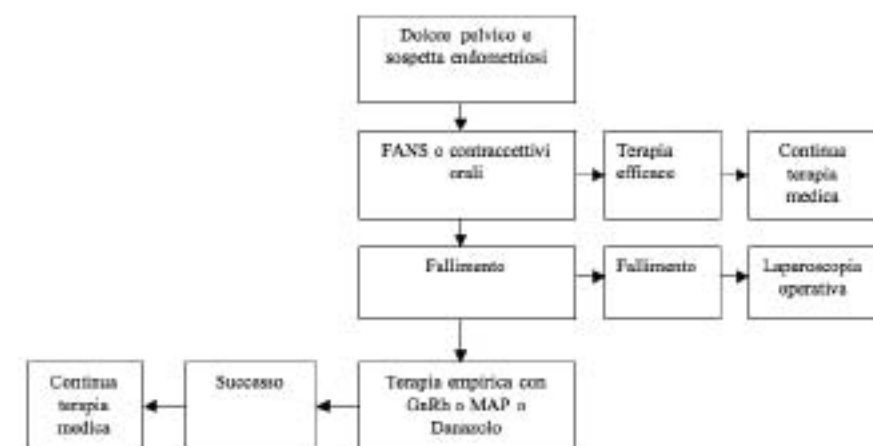 Dolore pelvico e
sospetta endometriosi
FANS o contraccettivi
orali
Terapia
efficace
Continua
terapia
medica
Fallimento
Fallimento
Laparoscopia
operativa
Continua
terapia
medica
Successo
Terapia empirica con
GnRh o MAP o
Danazolo